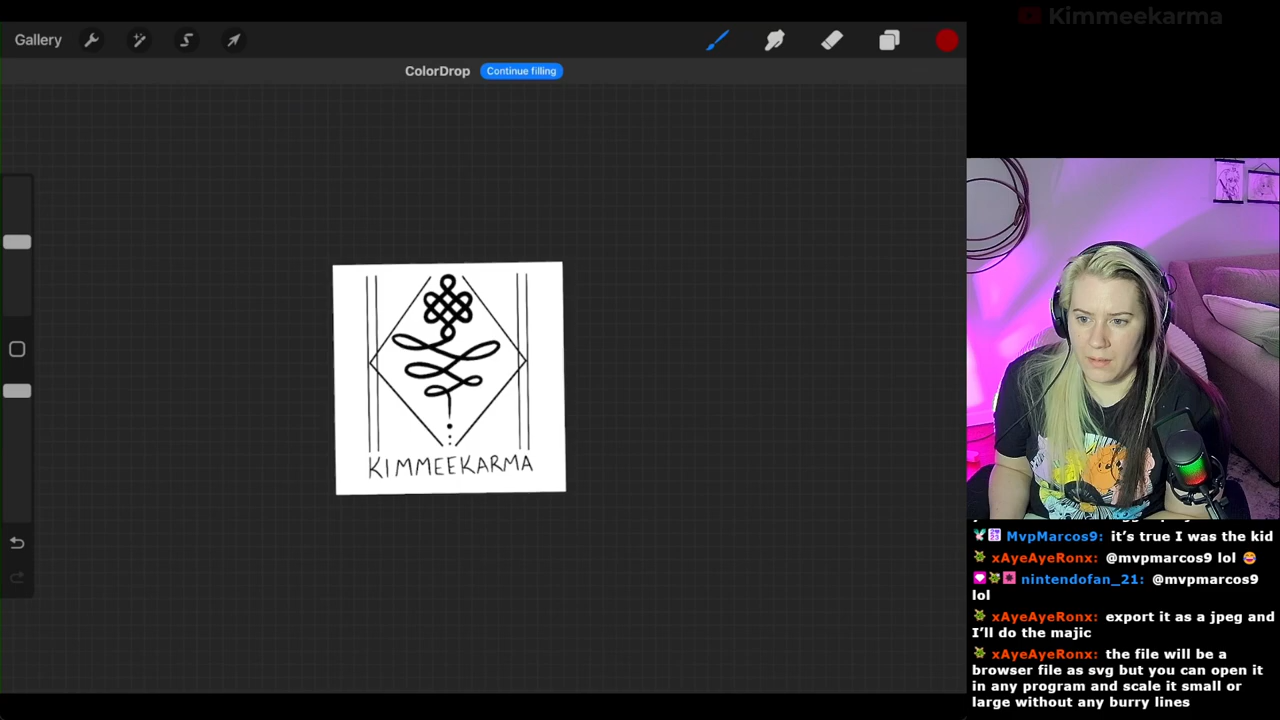 Kimmeekarma
Gallery
ColorDrop
Continue filling
KIMMEEKARMA
MvpMarcos9: it's true I was the kid
xAyeAyeRonx: @mvpmarcos9 lol
nintendofan_21: @mvpmarcos9
lol
xAyeAyeRonx: export it as a jpeg and
I'll do the majic
xAyeAyeRonx: the file will be a
browser file as svg but you can open it
in any program and scale it small or
large without any burry lines